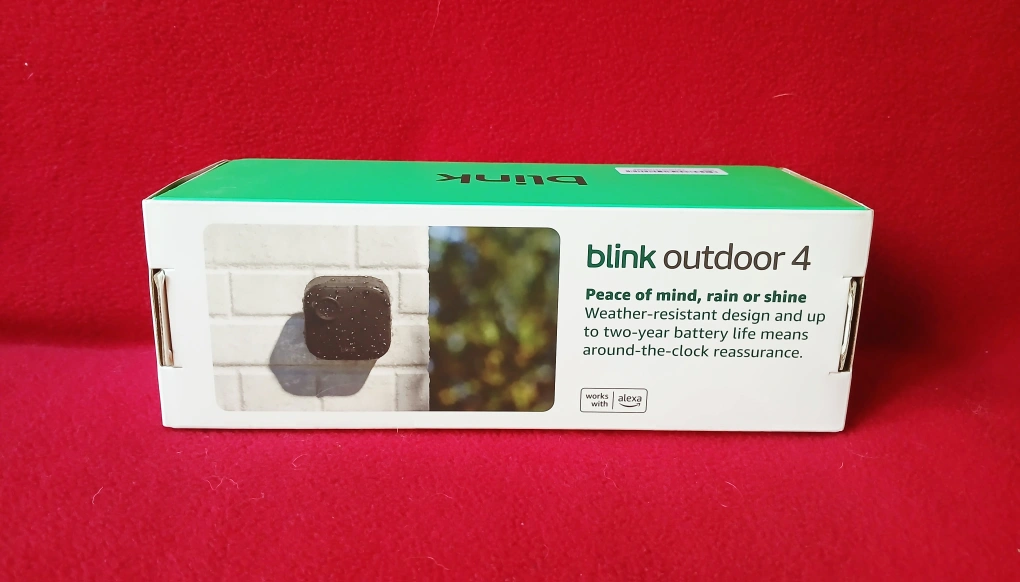 blink
blink outdoor 4
Peace of mind, rain or shine
Weather-resistant design and up
to two-year battery life means
around-the-clock reassurance.
works with alexa